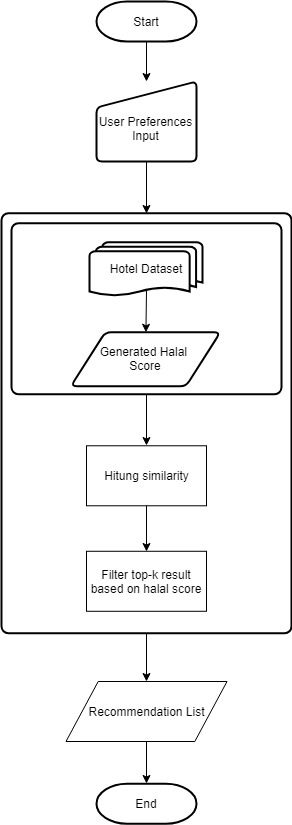 Start
User Preferences
Input
Hotel Dataset
Generated Halal
Score
Hitung similarity
Filter top-k result
based on halal score
Recommendation List
End